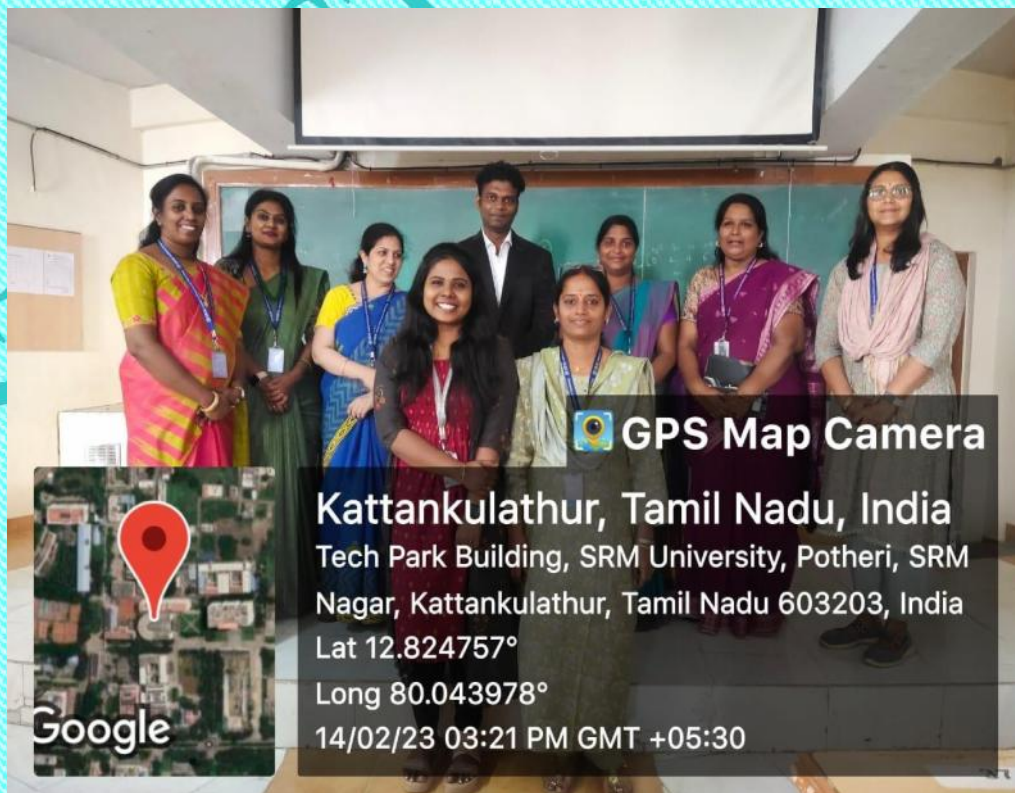 GPS Map Camera
Kattankulathur, Tamil Nadu, India
Tech Park Building, SRM University, Potheri, SRM
Nagar, Kattankulathur, Tamil Nadu 603203, India
Lat 12.824757°
Long 80.043978°
14/02/23 03:21 PM GMT +05:30
Google